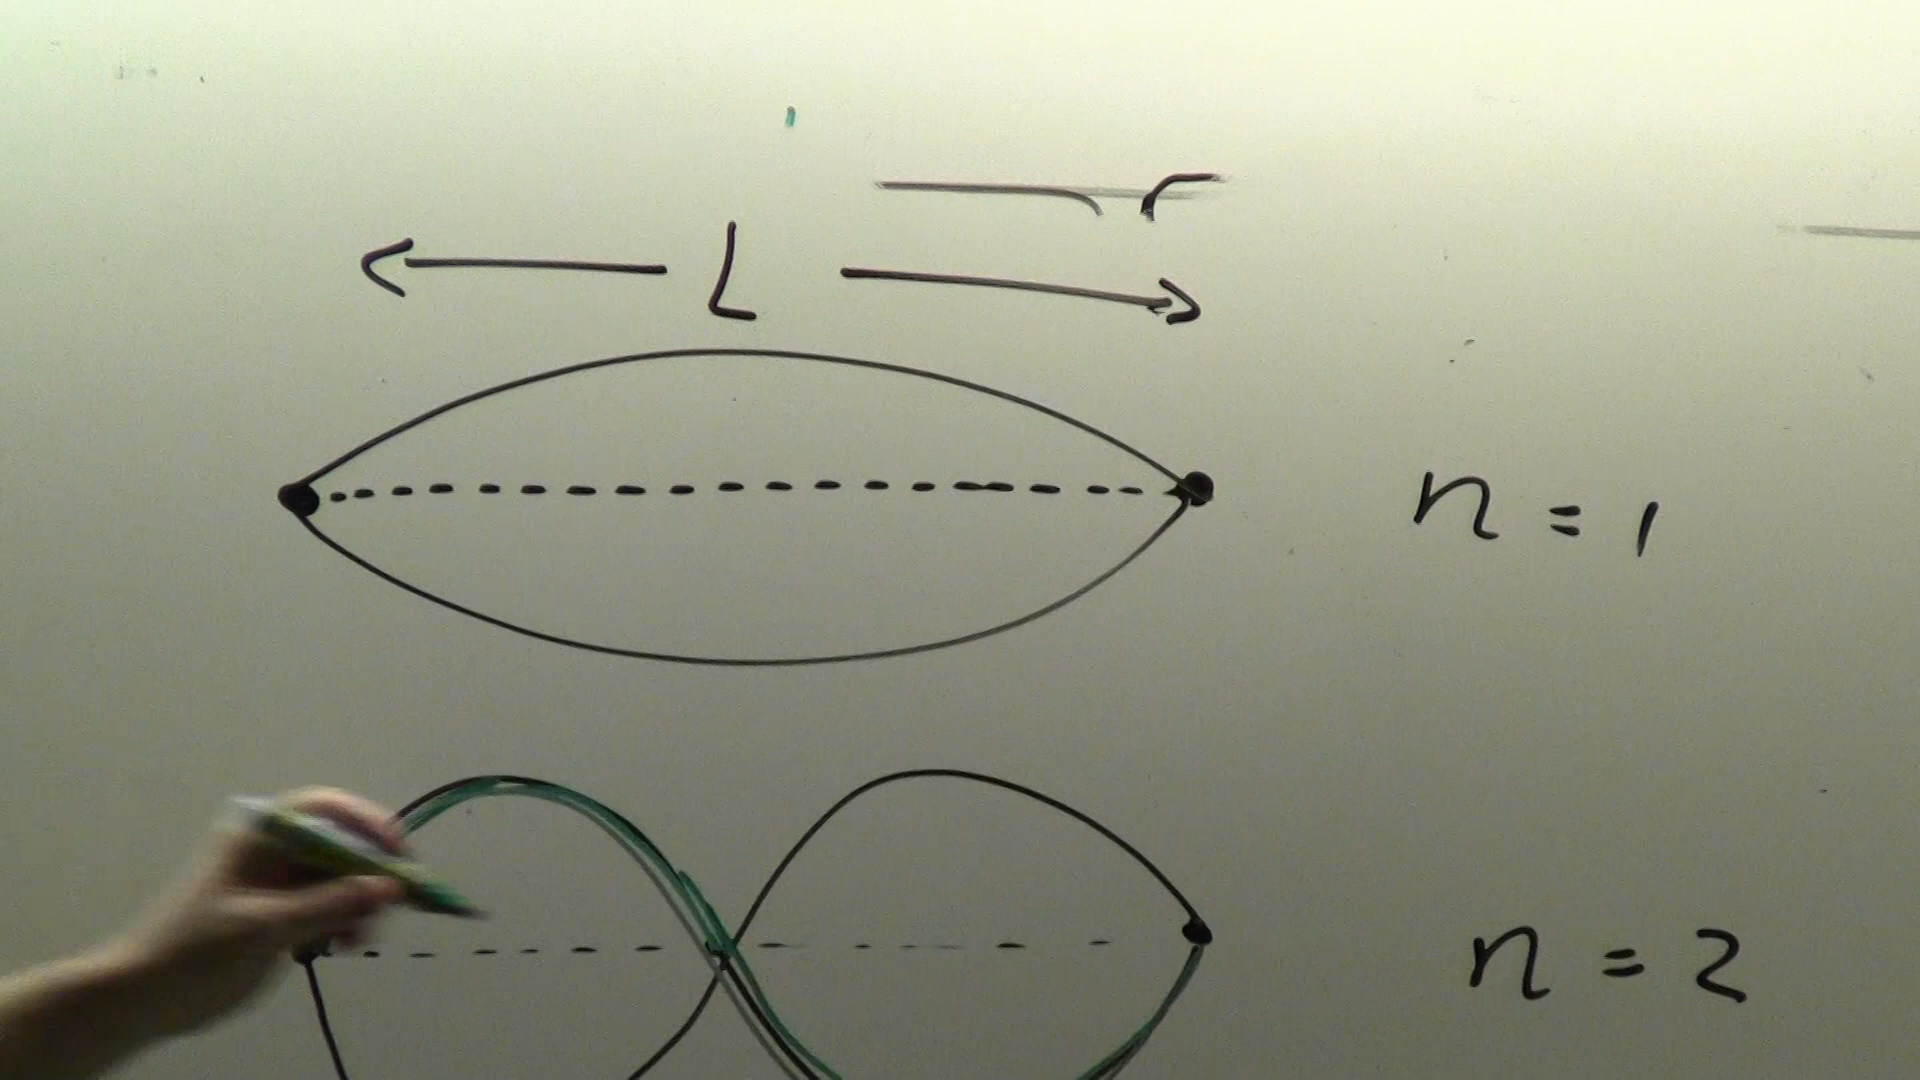 L
n = 1
n = 2